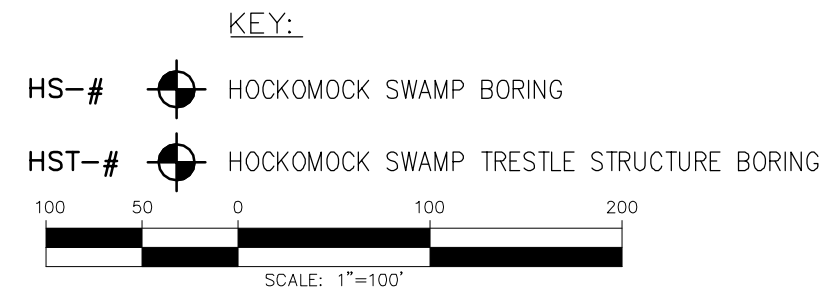 KEY:
HS-# HOCKOMOCK SWAMP BORING
HST-# HOCKOMOCK SWAMP TRESTLE STRUCTURE BORING
100 50 0 100 200
SCALE: 1"=100'